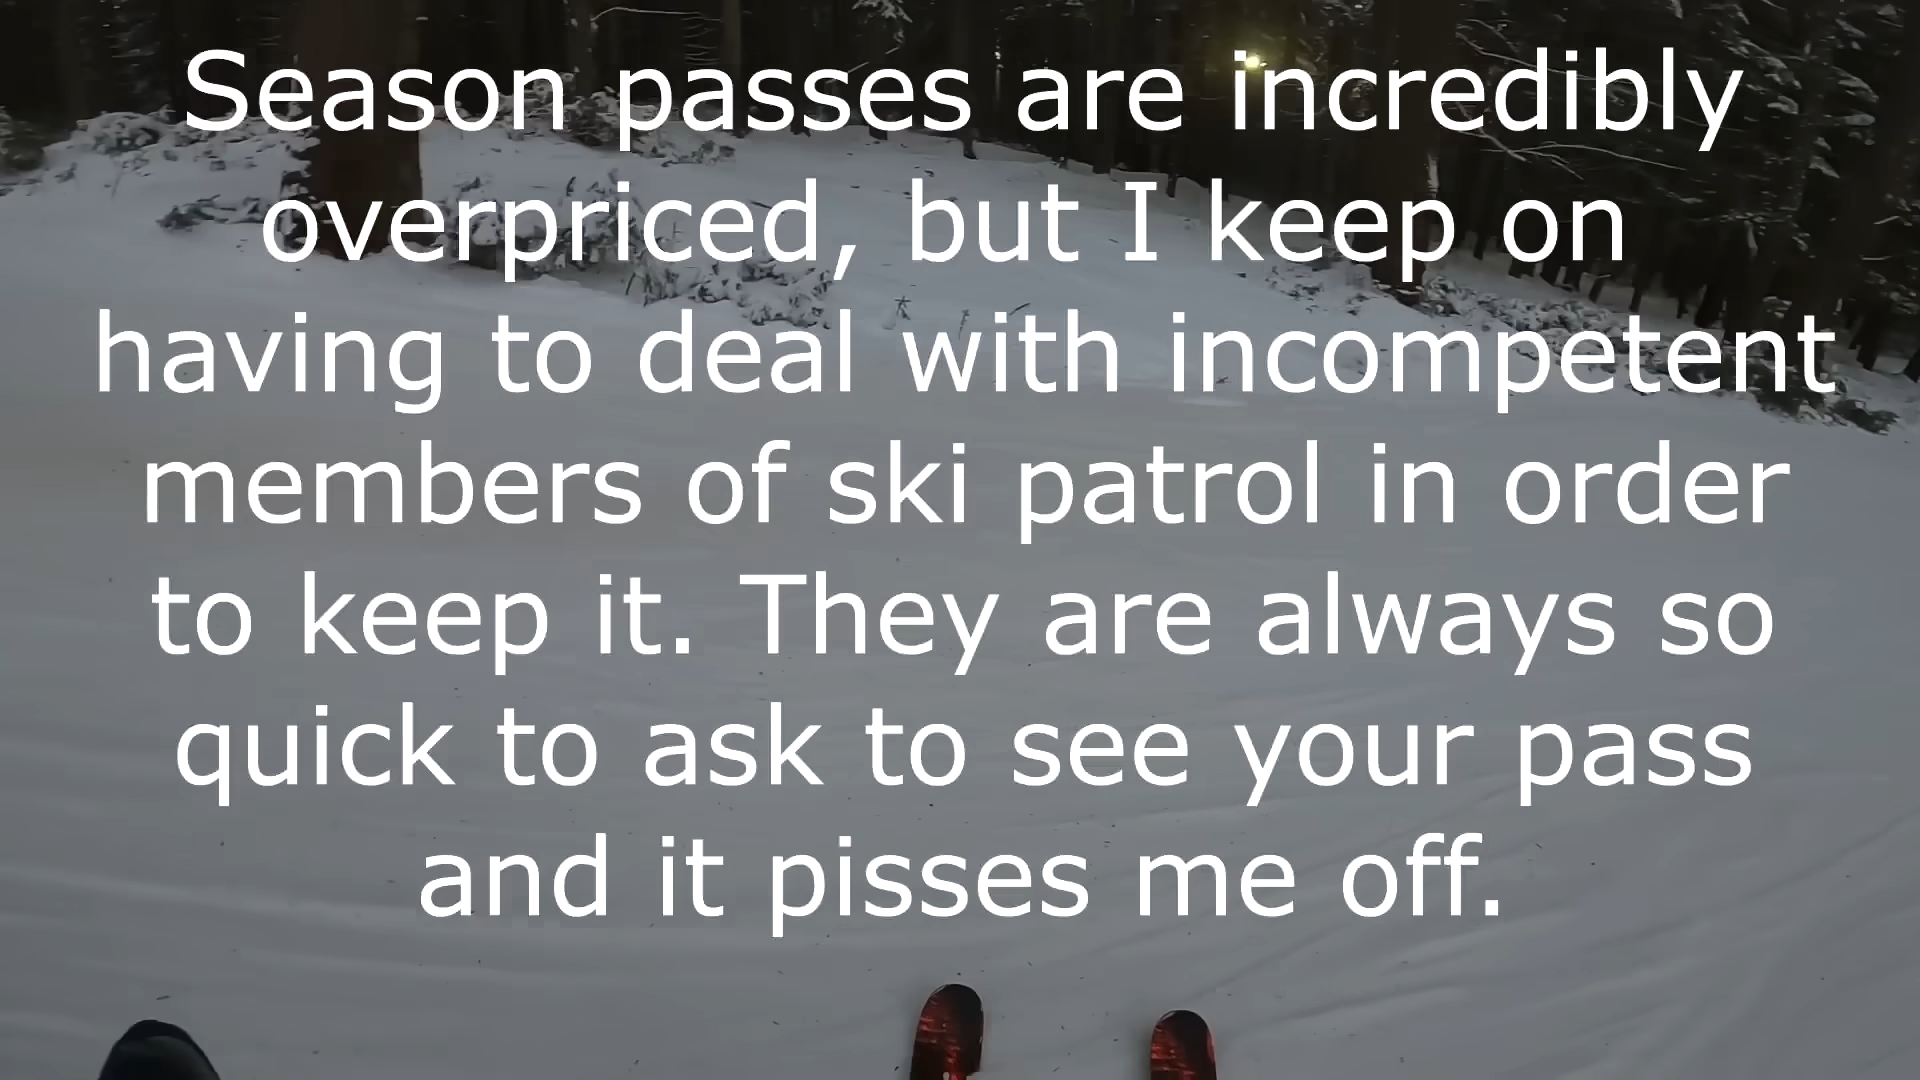 Season passes are incredibly
overpriced, but I keep on
having to deal with incompetent
members of ski patrol in order
to keep it. They are always so
quick to ask to see your pass
and it pisses me off.